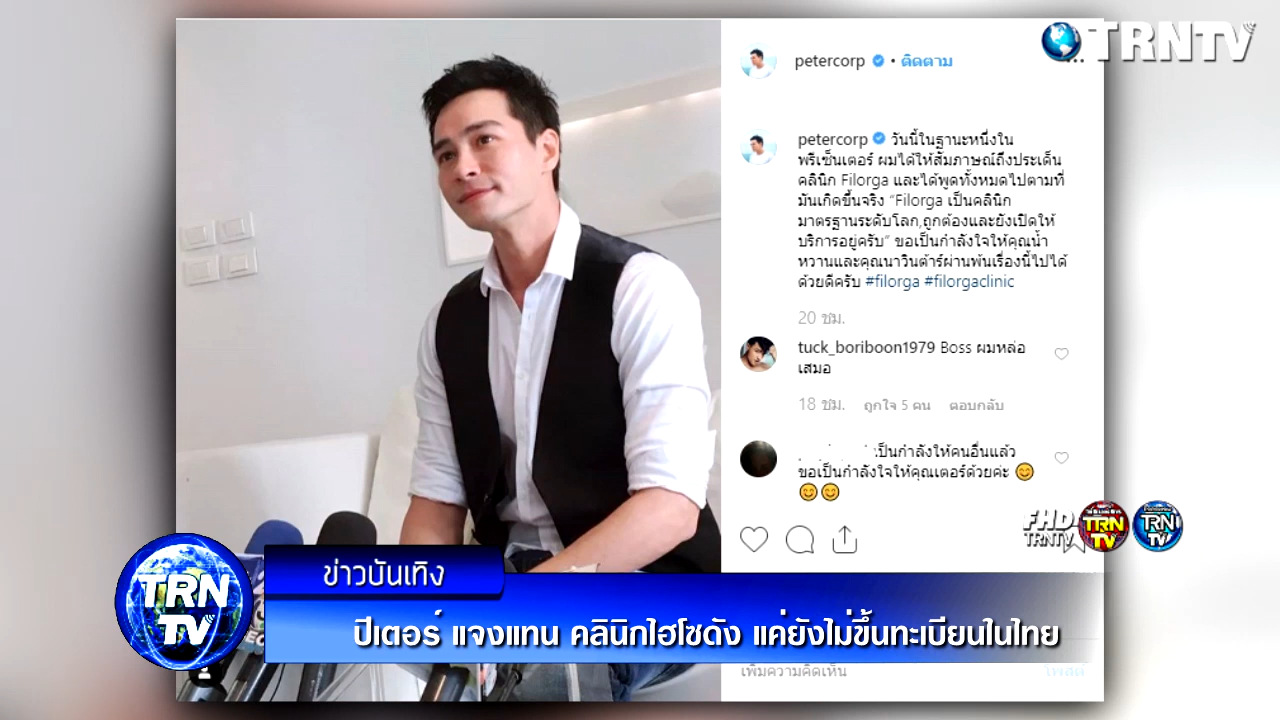 TRNTV
petercorp • ติดตาม
petercorp วันนี้ในฐานะหนึ่งใน
พรีเซ็นเตอร์ ผมได้ให้สัมภาษณ์ถึงประเด็น
คลินิก Filorga และได้พูดทั้งหมดไปตามที่
มันเกิดขึ้นจริง “Filorga เป็นคลินิก
มาตรฐานระดับโลก,ถูกต้องและยังเปิดให้
บริการอยู่ครับ” ขอเป็นกำลังใจให้คุณน้ำ
หวานและคุณนาวินต้าร์ผ่านพ้นเรื่องนี้ไปได้
ด้วยดีครับ #filorga #filorgaclinic
20 ชม.
tuck_boriboon1979 Boss ผมหล่อ
เสมอ
18 ชม. ถูกใจ 5 คน ตอบกลับ
เป็นกำลังให้คนอื่นแล้ว
ขอเป็นกำลังใจให้คุณเตอร์ด้วยค่ะ 😊
😊😊
FHD
TRNTV
TRN
TV
TRN
TV
TRN
TV
ข่าวบันเทิง
ปีเตอร์ แจงแทน คลินิกไฮโซดัง แค่ยังไม่ขึ้นทะเบียนในไทย
เพิ่มความคิดเห็น
โพสต์